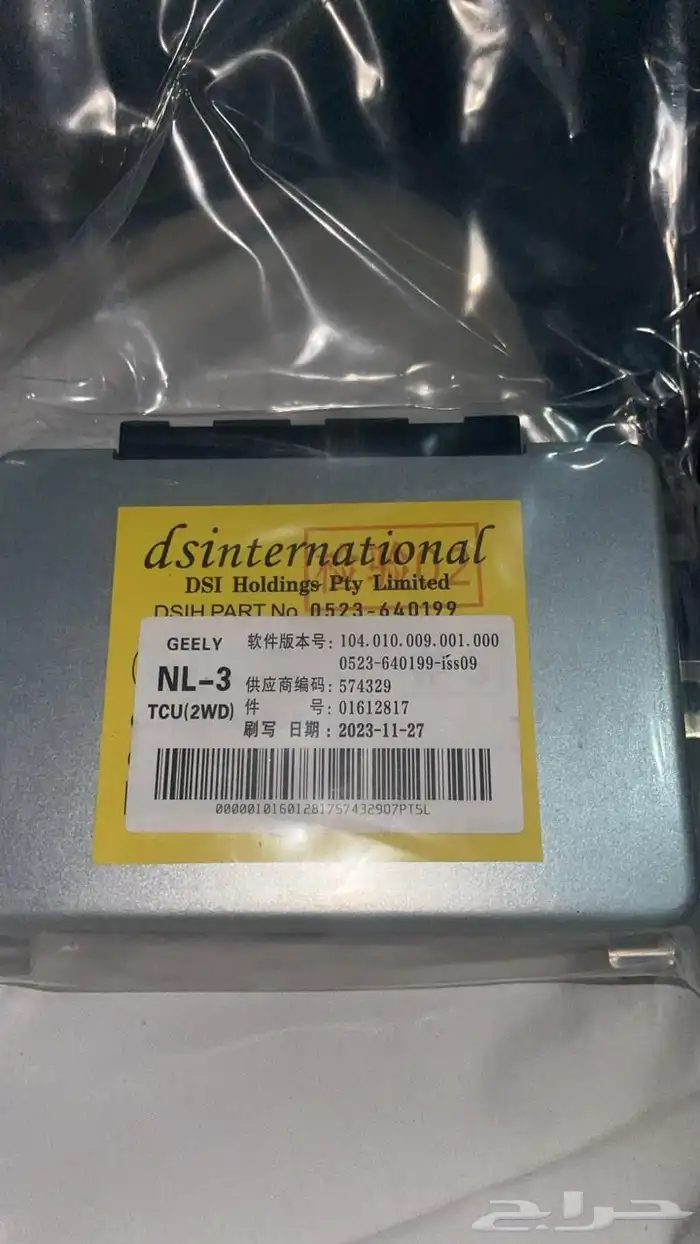 dsinternational
DSI Holdings Pty Limited
DSIH PART No 0523-640199
GEELY
NL-3
TCU(2WD)
软件版本号: 104.010.009.001.000
0523-640199-iss09
供应商编码: 574329
件 号: 01612817
刷写 日期: 2023-11-27
حراج